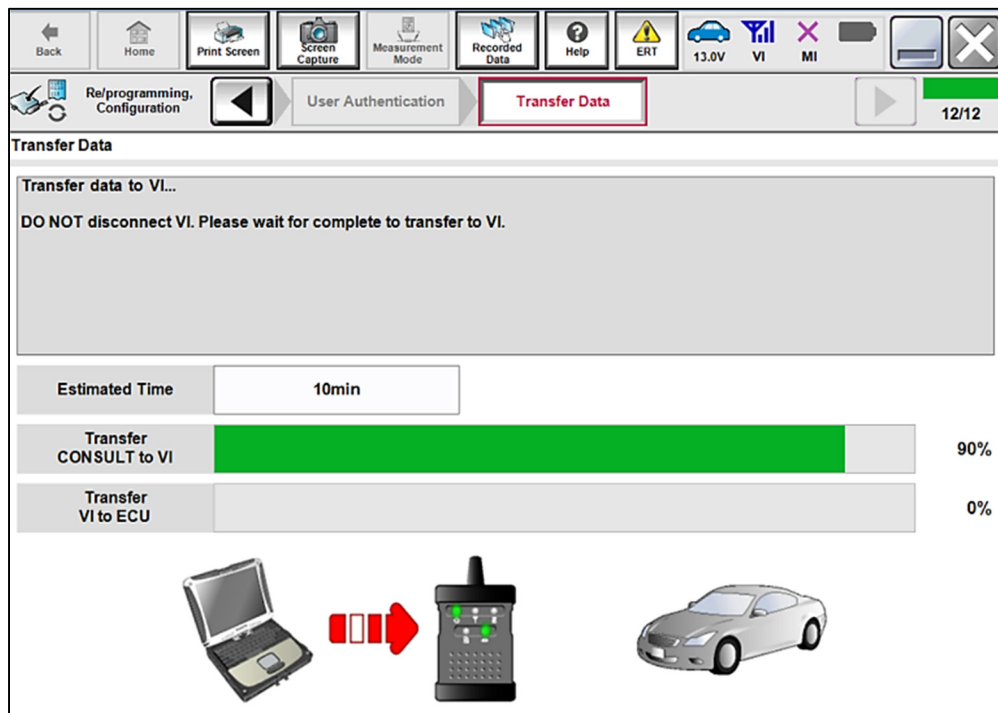 Back
Home
Print Screen
Screen
Capture
Measurement
Mode
Recorded
Data
Help
ERT
13.0V
VI
MI
Re/programming,
Configuration
User Authentication
Transfer Data
12/12
Transfer Data
Transfer data to VI...
DO NOT disconnect VI. Please wait for complete to transfer to VI.
Estimated Time
10min
Transfer
CONSULT to VI
90%
Transfer
VI to ECU
0%